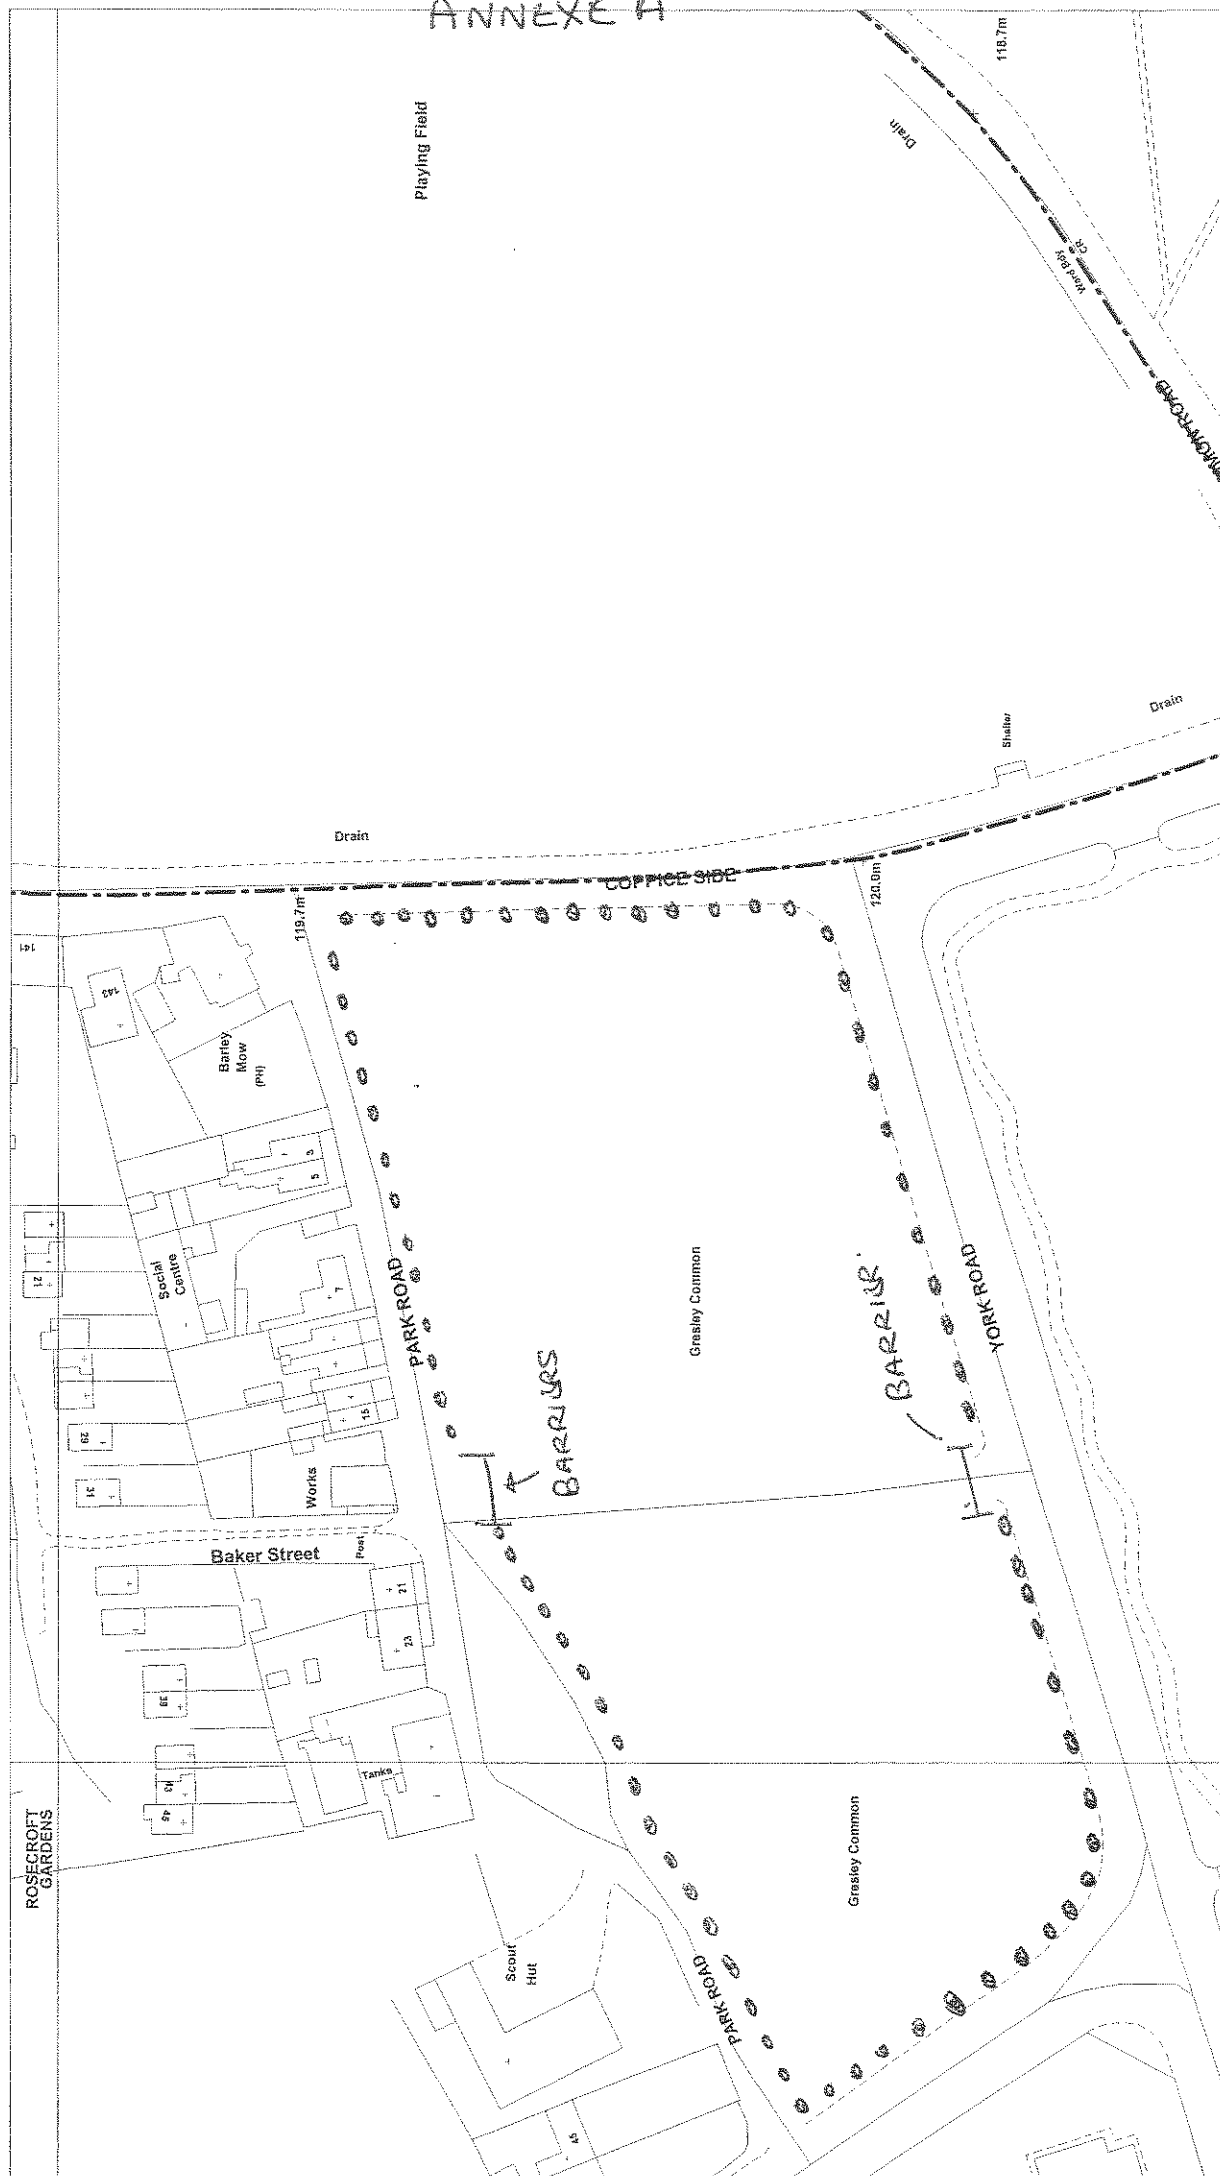 ANNEXE A
118.7m
Playing Field
Drain
Ward Bdy
CR
MON ROAD
Drain
Shelter
Drain
COPPICE SIDE
120.0m
119.7m
141
143
Barley
Mow
(PH)
3
5
Social
Centre
21
7
PARK ROAD
Gresley Common
YORK ROAD
BARRIER
BARRIERS
15
29
31
Works
Post
Baker Street
21
23
39
43
45
Tanks
ROSECROFT
GARDENS
Gresley Common
Scout
Hut
PARK ROAD
45